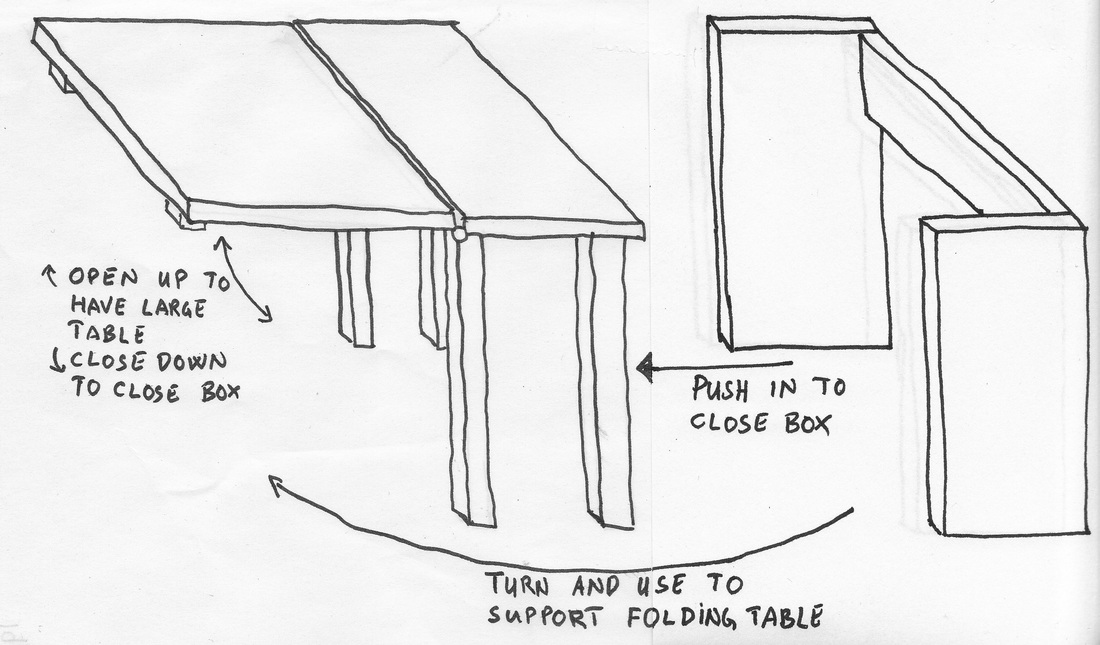 ↑ OPEN UP TO
HAVE LARGE
TABLE
↓ CLOSE DOWN
TO CLOSE BOX
PUSH IN TO
CLOSE BOX
TURN AND USE TO
SUPPORT FOLDING TABLE